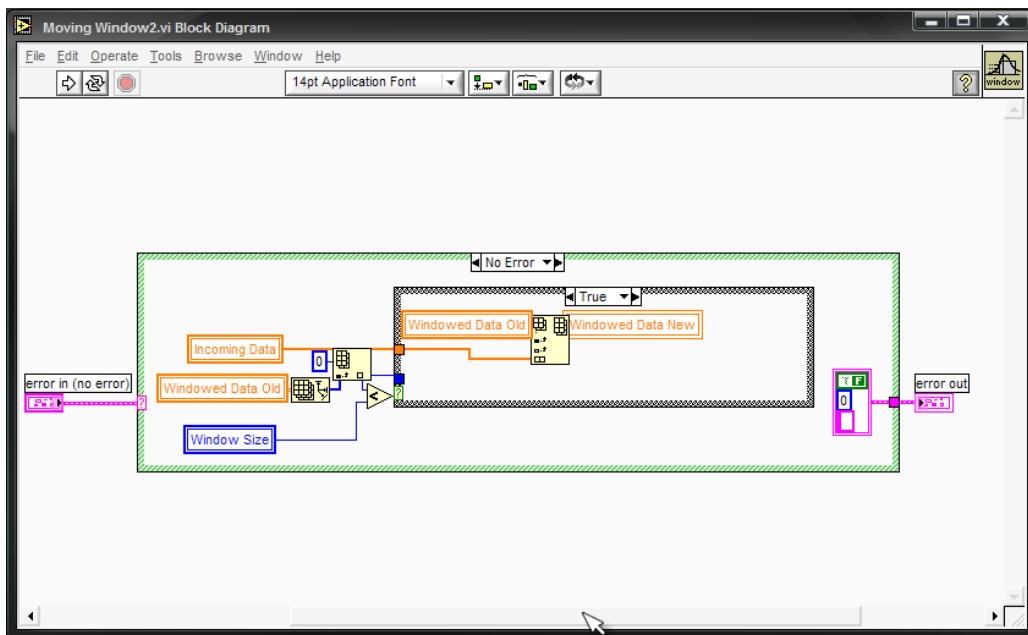 Moving Window2.vi Block Diagram
File Edit Operate Tools Browse Window Help
14pt Application Font
?
window
No Error
True
Windowed Data Old
Windowed Data New
Incoming Data
0
Windowed Data Old
error in (no error)
?
<
?
Window Size
F
0
error out